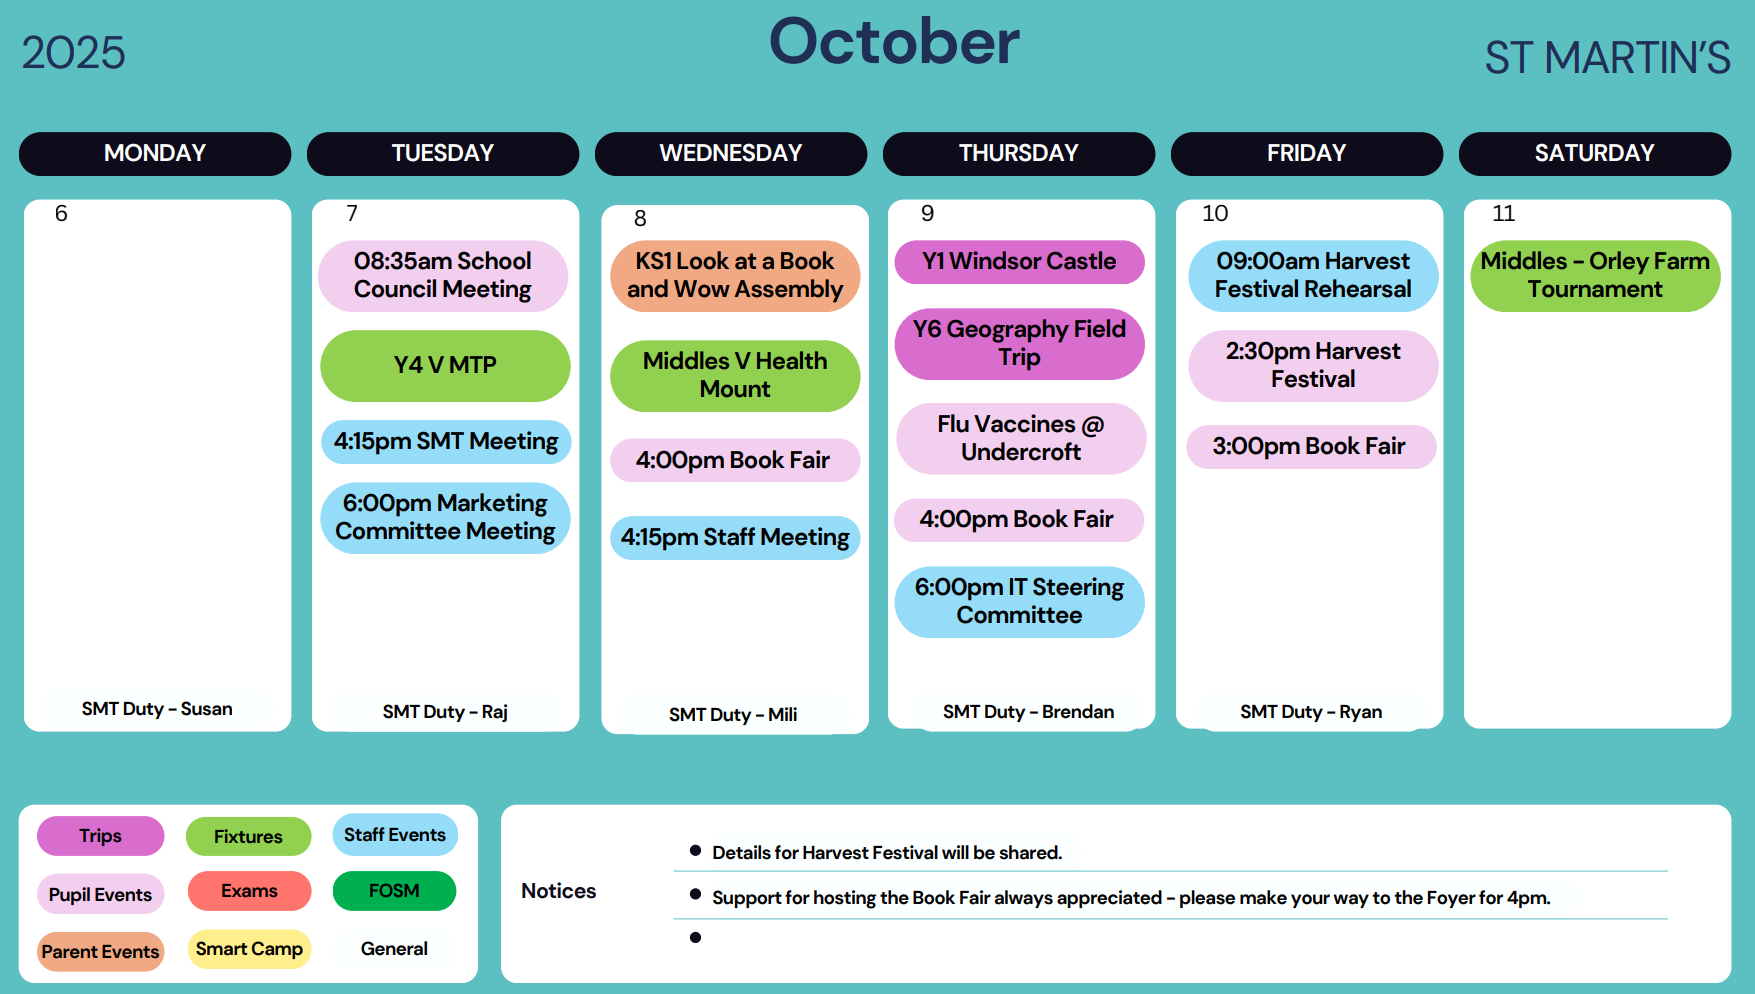 2025
October
ST MARTIN'S
MONDAY
TUESDAY
WEDNESDAY
THURSDAY
FRIDAY
SATURDAY
6
SMT Duty - Susan
7
08:35am School
Council Meeting
Y4 V MTP
4:15pm SMT Meeting
6:00pm Marketing
Committee Meeting
SMT Duty - Raj
8
KS1 Look at a Book
and Wow Assembly
Middles V Health
Mount
4:00pm Book Fair
4:15pm Staff Meeting
SMT Duty - Mili
9
Y1 Windsor Castle
Y6 Geography Field
Trip
Flu Vaccines @
Undercroft
4:00pm Book Fair
6:00pm IT Steering
Committee
SMT Duty - Brendan
10
09:00am Harvest
Festival Rehearsal
2:30pm Harvest
Festival
3:00pm Book Fair
SMT Duty - Ryan
11
Middles - Orley Farm
Tournament
Trips
Fixtures
Staff Events
Pupil Events
Exams
FOSM
Parent Events
Smart Camp
General
Notices
• Details for Harvest Festival will be shared.
• Support for hosting the Book Fair always appreciated - please make your way to the Foyer for 4pm.
•